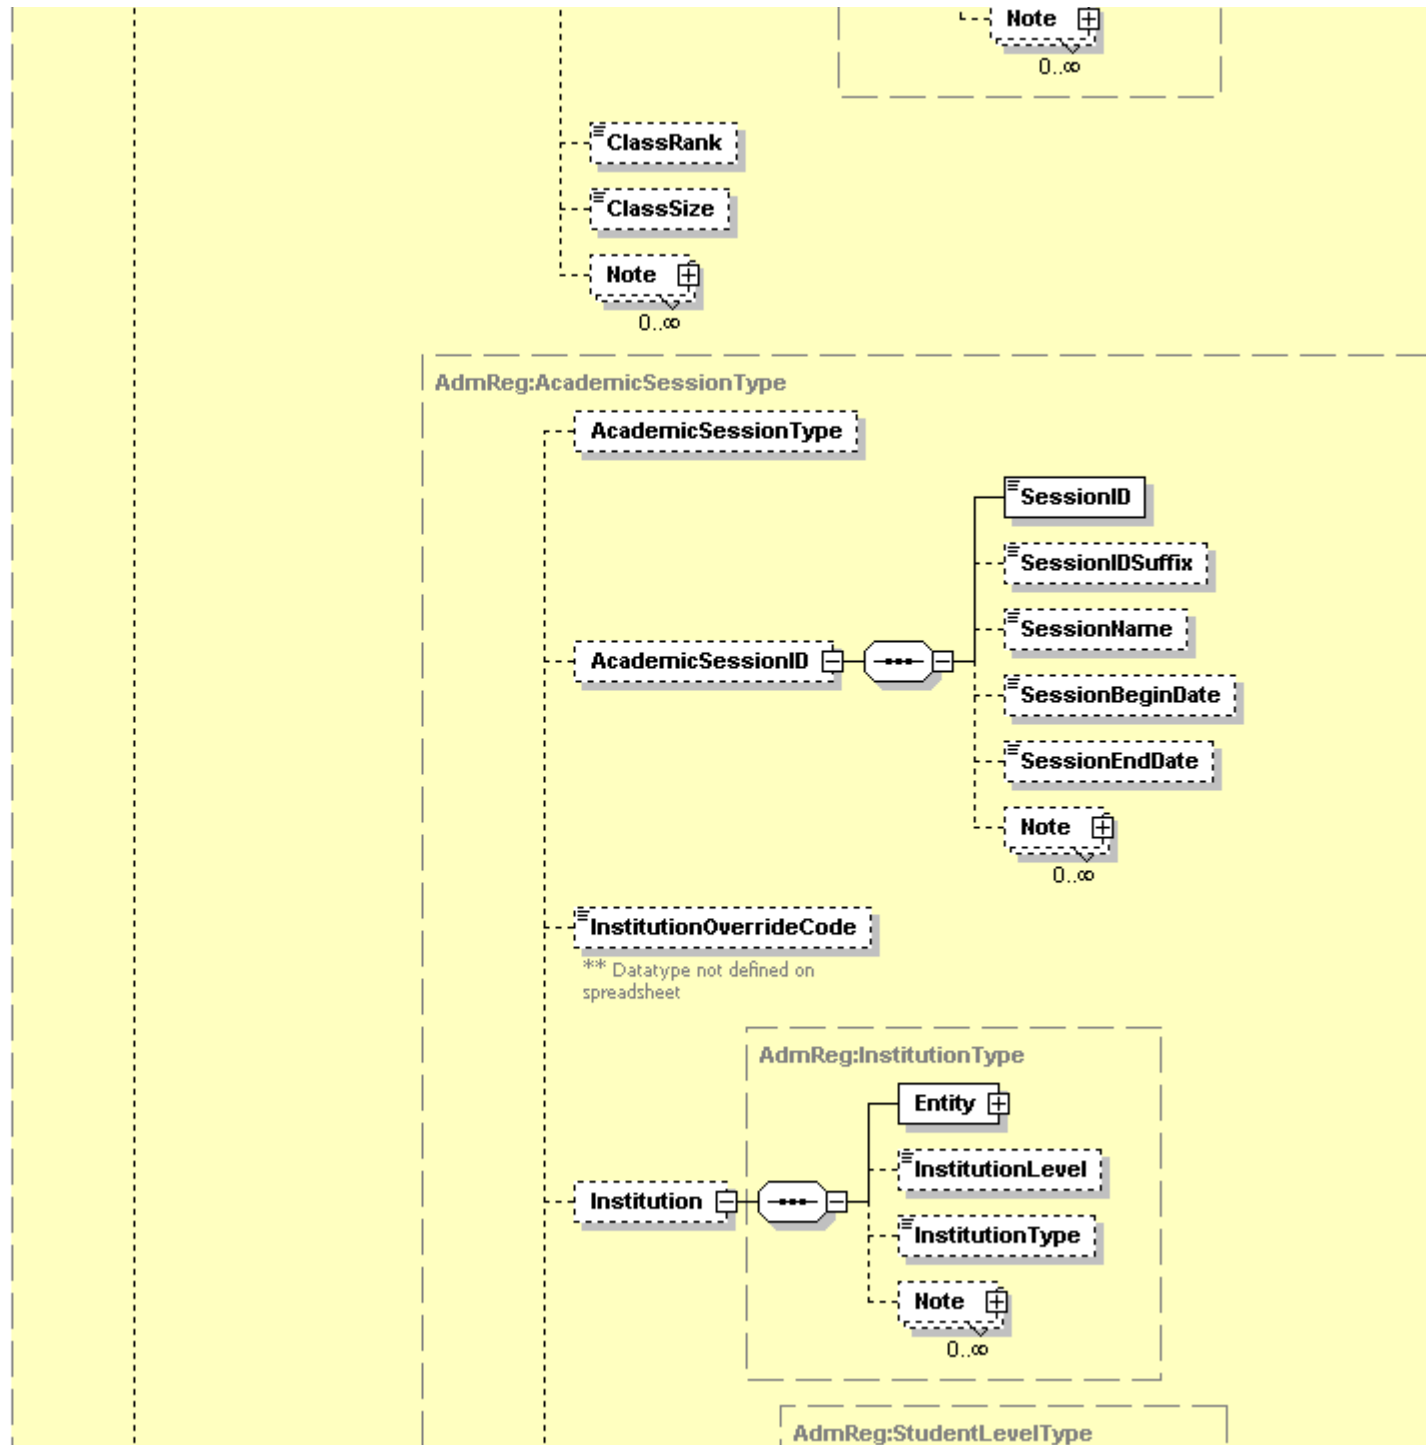 Note
0..∞
ClassRank
ClassSize
Note
0..∞
AdmReg:AcademicSessionType
AcademicSessionType
SessionID
SessionIDSuffix
SessionName
AcademicSessionID
SessionBeginDate
SessionEndDate
Note
0..∞
InstitutionOverrideCode
** Datatype not defined on
spreadsheet
AdmReg:InstitutionType
Entity
InstitutionLevel
Institution
InstitutionType
Note
0..∞
AdmReg:StudentLevelType